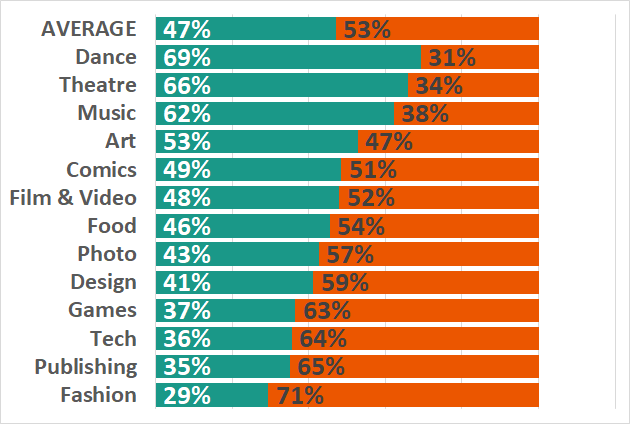 AVERAGE 47% 53%
Dance 69% 31%
Theatre 66% 34%
Music 62% 38%
Art 53% 47%
Comics 49% 51%
Film & Video 48% 52%
Food 46% 54%
Photo 43% 57%
Design 41% 59%
Games 37% 63%
Tech 36% 64%
Publishing 35% 65%
Fashion 29% 71%